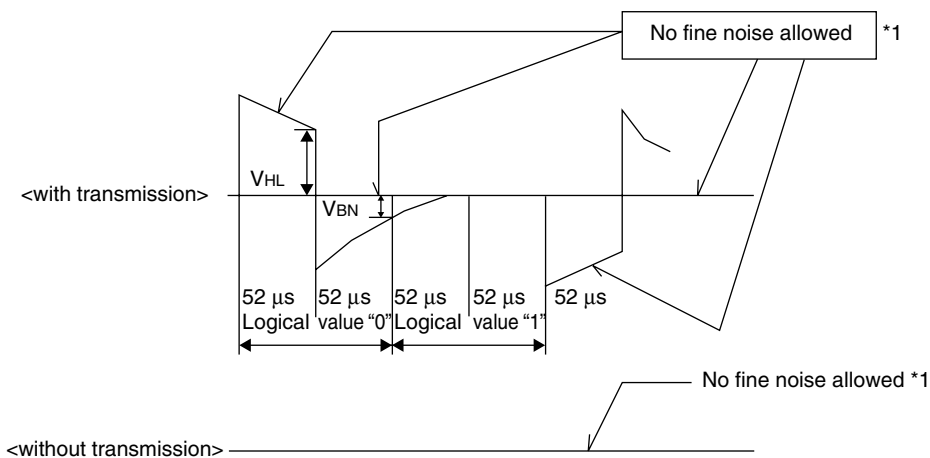 No fine noise allowed *1
VHL
<with transmission>
VBN
52 μs 52 μs 52 μs 52 μs 52 μs
Logical value “0” Logical value “1”
No fine noise allowed *1
<without transmission>